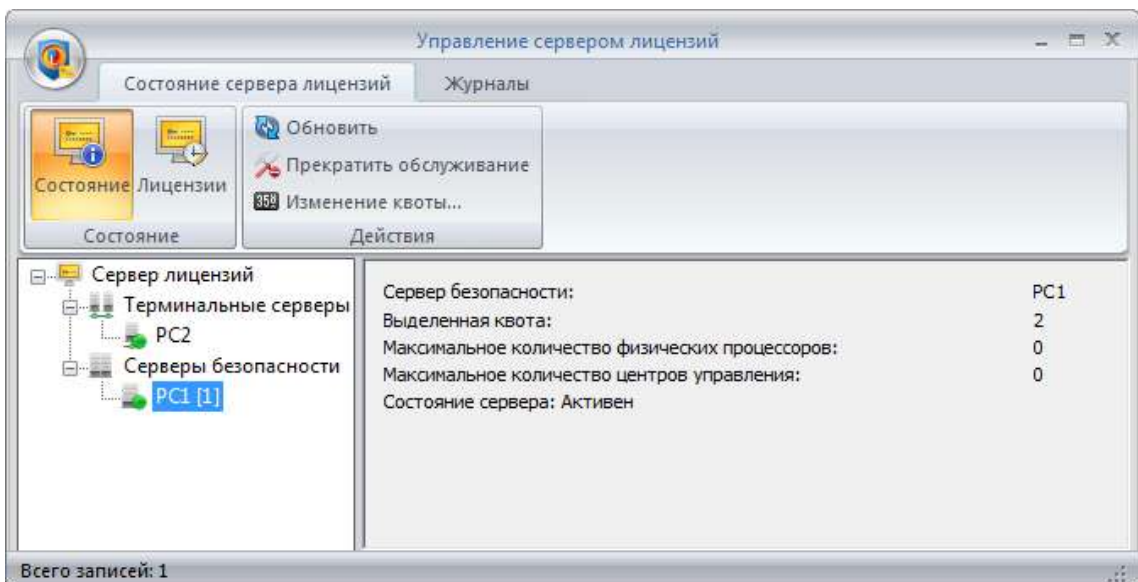 Управление сервером лицензий
Состояние сервера лицензий Журналы
Состояние Лицензии
Обновить
Прекратить обслуживание
359 Изменение квоты...
Состояние Действия
Сервер лицензий
Терминальные серверы
PC2
Серверы безопасности
PC1 [1]
Сервер безопасности: PC1
Выделенная квота: 2
Максимальное количество физических процессоров: 0
Максимальное количество центров управления: 0
Состояние сервера: Активен
Всего записей: 1